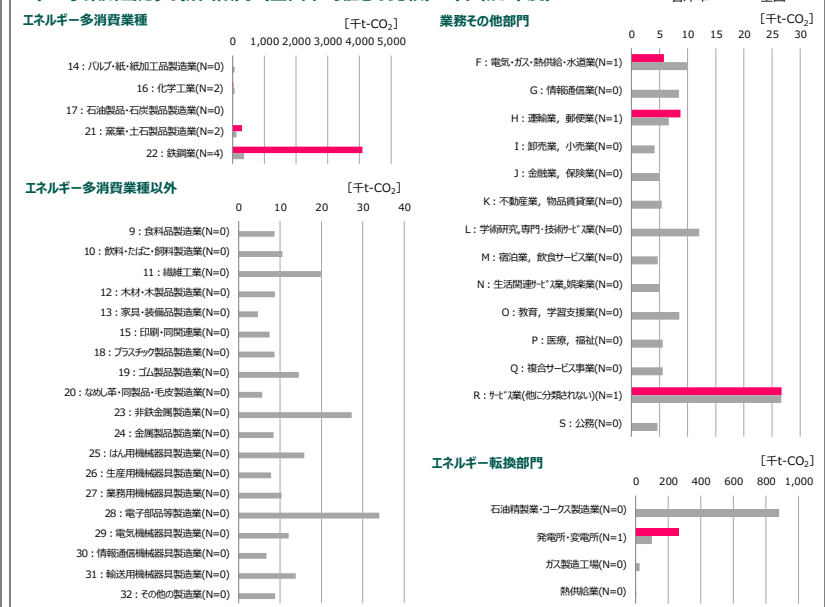 エネルギー多消費業種
[千t-CO2]
0 1,000 2,000 3,000 4,000 5,000
14：パルプ・紙・紙加工品製造業(N=0)
16：化学工業(N=2)
17：石油製品・石炭製品製造業(N=0)
21：窯業・土石製品製造業(N=2)
22：鉄鋼業(N=4)
エネルギー多消費業種以外
[千t-CO2]
0 10 20 30 40
9：食料品製造業(N=0)
10：飲料・たばこ・飼料製造業(N=0)
11：繊維工業(N=0)
12：木材・木製品製造業(N=0)
13：家具・装備品製造業(N=0)
15：印刷・同関連業(N=0)
18：プラスチック製品製造業(N=0)
19：ゴム製品製造業(N=0)
20：なめし革・同製品・毛皮製造業(N=0)
23：非鉄金属製造業(N=0)
24：金属製品製造業(N=0)
25：はん用機械器具製造業(N=0)
26：生産用機械器具製造業(N=0)
27：業務用機械器具製造業(N=0)
28：電子部品等製造業(N=0)
29：電気機械器具製造業(N=0)
30：情報通信機械器具製造業(N=0)
31：輸送用機械器具製造業(N=0)
32：その他の製造業(N=0)
業務その他部門
[千t-CO2]
0 5 10 15 20 25 30
F：電気・ガス・熱供給・水道業(N=1)
G：情報通信業(N=0)
H：運輸業，郵便業(N=1)
I：卸売業，小売業(N=0)
J：金融業，保険業(N=0)
K：不動産業，物品賃貸業(N=0)
L：学術研究,専門・技術ｻｰﾋﾞｽ業(N=0)
M：宿泊業，飲食サービス業(N=0)
N：生活関連ｻｰﾋﾞｽ業,娯楽業(N=0)
O：教育，学習支援業(N=0)
P：医療，福祉(N=0)
Q：複合サービス事業(N=0)
R：ｻｰﾋﾞｽ業(他に分類されない)(N=1)
S：公務(N=0)
エネルギー転換部門
[千t-CO2]
0 200 400 600 800 1,000
石油精製業・コークス製造業(N=0)
発電所・変電所(N=1)
ガス製造工場(N=0)
熱供給業(N=0)